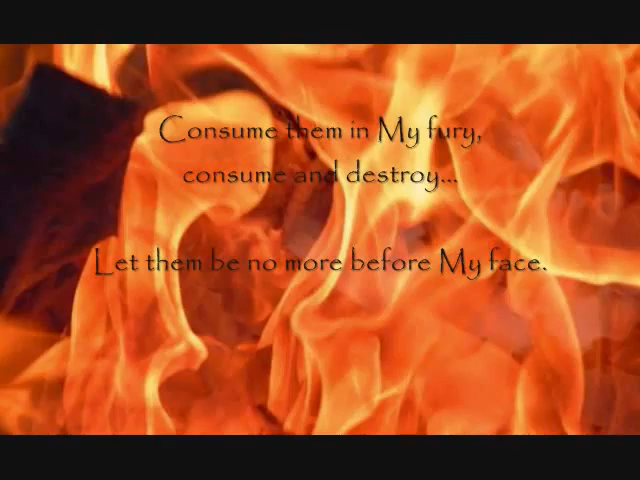 Consume them in My fury,
consume and destroy...
Let them be no more before My face.